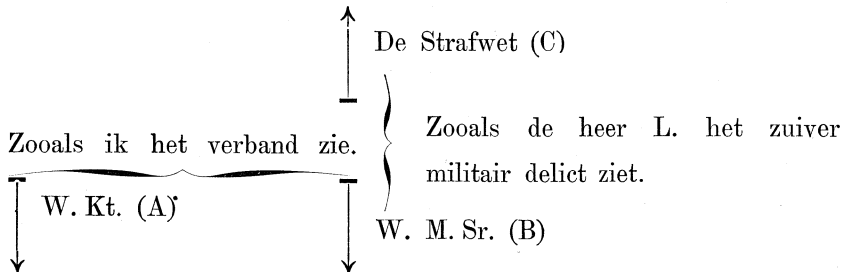 De Strafwet (C)
Zooals ik het verband zie.
Zooals de heer L. het zuiver
militair delict ziet.
W. Kt. (A)
W. M. Sr. (B)